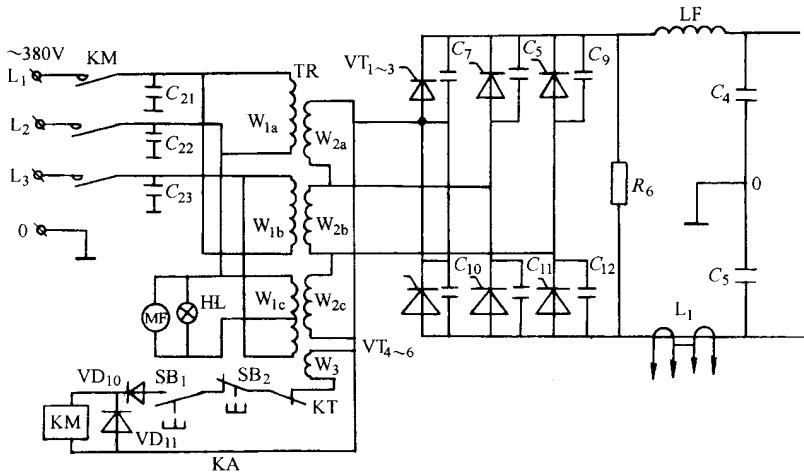 ~380V
KM
L₁
C₂₁
L₂
C₂₂
L₃
C₂₃
0
TR
W₁ₐ
W₂ₐ
W₁b
W₂b
W₁c
W₂c
W₃
MF
HL
VD₁₀
SB₁
SB₂
KT
KM
VD₁₁
KA
VT₁~₃
C₇
C₅
C₉
LF
C₄
R₆
0
C₁₀
C₁₁
C₁₂
C₅
L₁
VT₄~₆